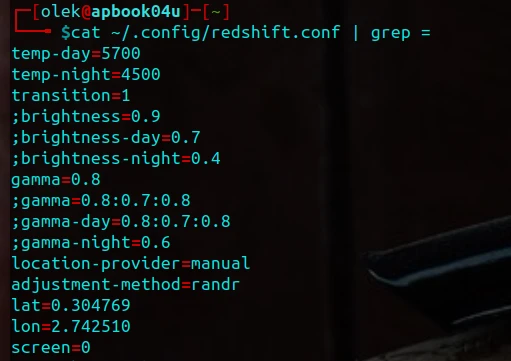 ┌─[olek@apbook04u]─[~]
└──╼ $cat ~/.config/redshift.conf | grep =
temp-day=5700
temp-night=4500
transition=1
;brightness=0.9
;brightness-day=0.7
;brightness-night=0.4
gamma=0.8
;gamma=0.8:0.7:0.8
;gamma-day=0.8:0.7:0.8
;gamma-night=0.6
location-provider=manual
adjustment-method=randr
lat=0.304769
lon=2.742510
screen=0